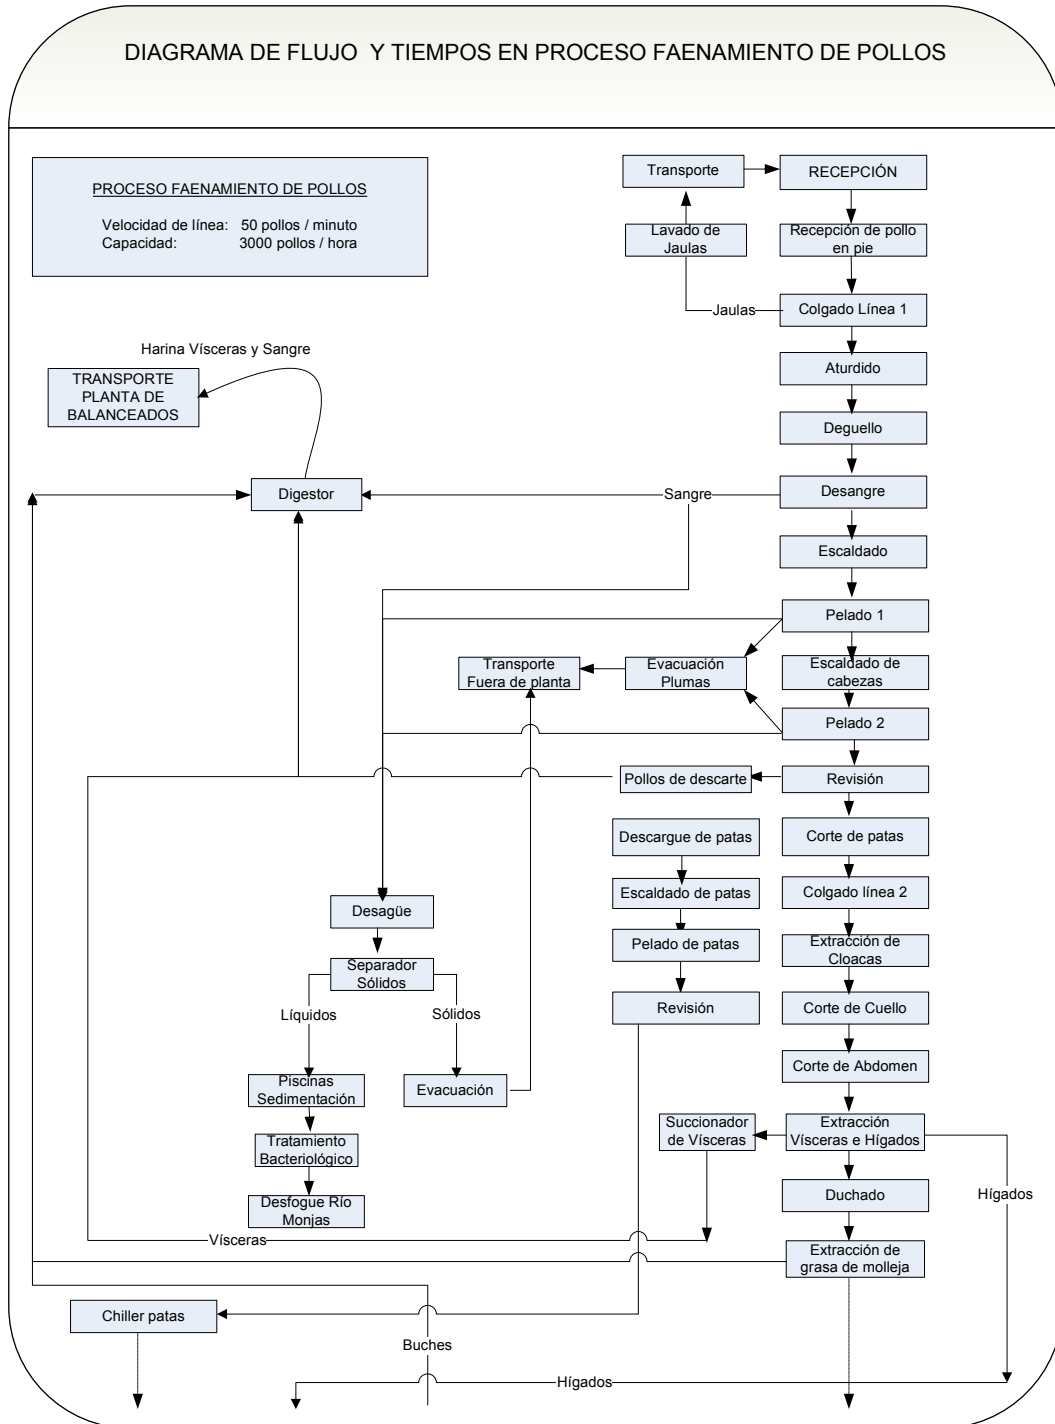 DIAGRAMA DE FLUJO  Y TIEMPOS EN PROCESO FAENAMIENTO DE POLLOS
PROCESO FAENAMIENTO DE POLLOS
Velocidad de línea:   50 pollos / minuto
Capacidad:   3000 pollos / hora
Transporte
RECEPCIÓN
Lavado de
Jaulas
Recepción de pollo
en pie
Jaulas
Colgado Línea 1
Harina Vísceras y Sangre
Aturdido
TRANSPORTE
PLANTA DE
BALANCEADOS
Deguello
Digestor
Sangre
Desangre
Escaldado
Pelado 1
Transporte
Fuera de planta
Evacuación
Plumas
Escaldado de
cabezas
Pelado 2
Pollos de descarte
Revisión
Descargue de patas
Corte de patas
Escaldado de patas
Colgado línea 2
Desagüe
Pelado de patas
Extracción de
Cloacas
Separador
Sólidos
Revisión
Corte de Cuello
Líquidos
Sólidos
Corte de Abdomen
Piscinas
Sedimentación
Evacuación
Succionador
de Vísceras
Extracción
Vísceras e Hígados
Tratamiento
Bacteriológico
Duchado
Hígados
Desfogue Río
Monjas
Vísceras
Extracción de
grasa de molleja
Chiller patas
Buches
Hígados